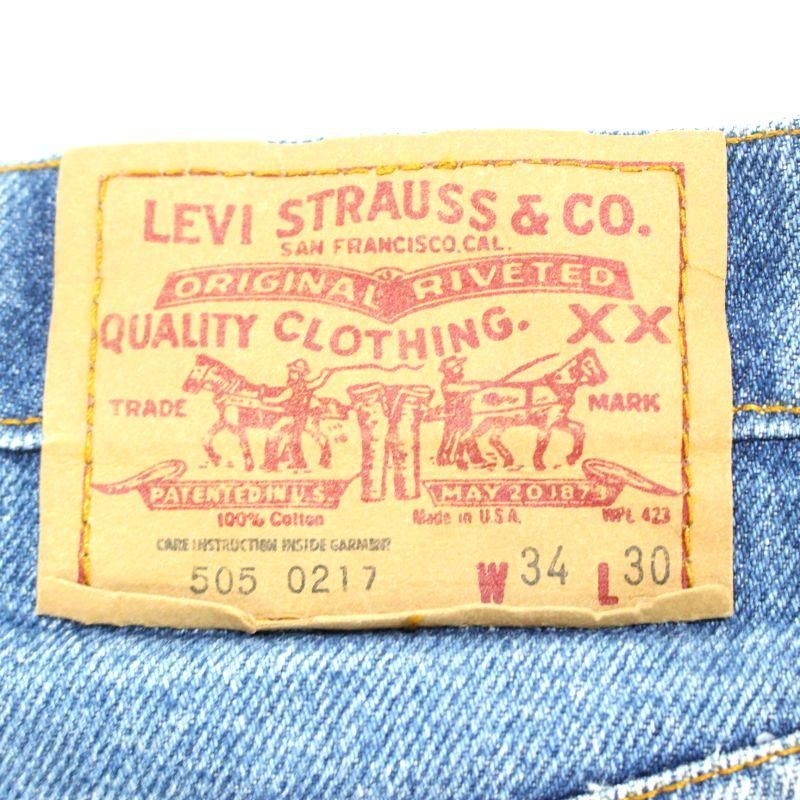 LEVI STRAUSS & CO.
SAN FRANCISCO, CAL.
ORIGINAL RIVETED
QUALITY CLOTHING. XX
TRADE MARK
PATENTED IN U.S. MAY 20 1873
100% Cotton Made in U.S.A. WPL 423
CARE INSTRUCTION INSIDE GARMENT
505 0217 W 34 L 30